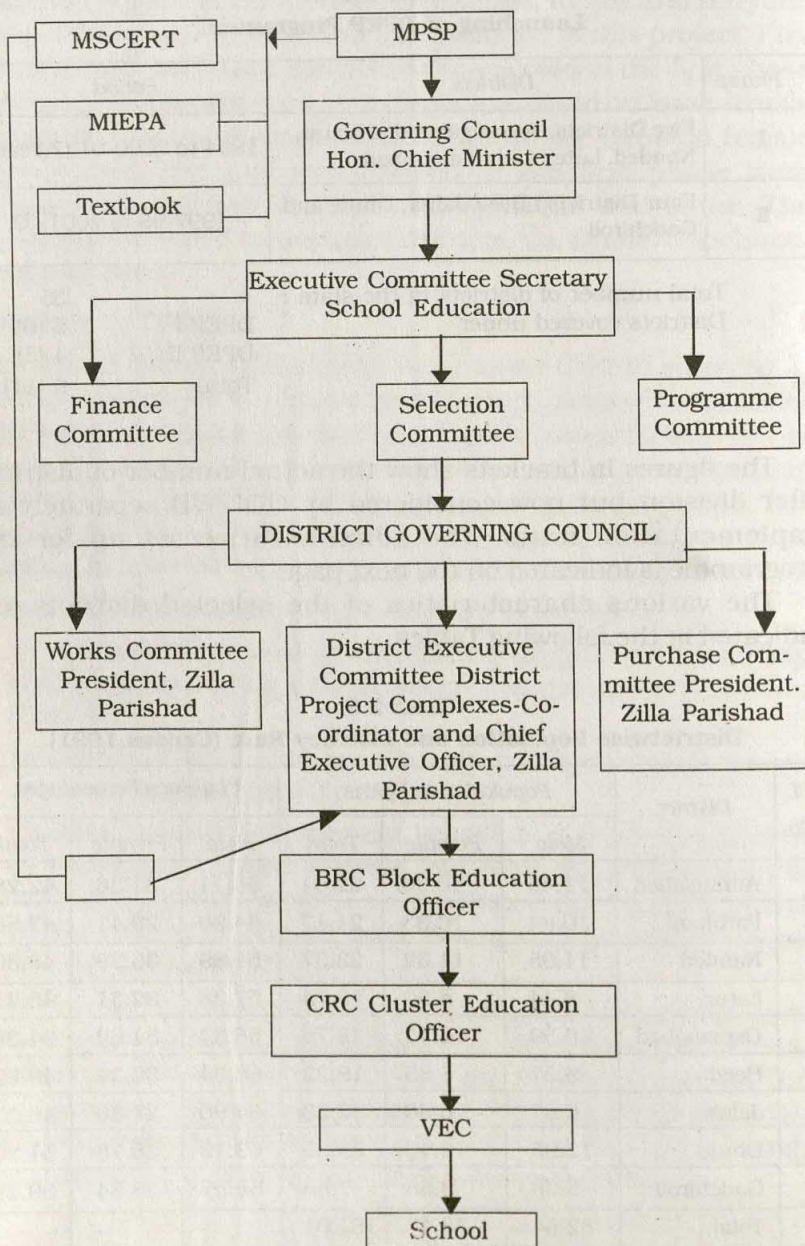 MSCERT
MPSP
MIEPA
Governing Council
Hon. Chief Minister
Textbook
Executive Committee Secretary
School Education
Finance
Committee
Selection
Committee
Programme
Committee
DISTRICT GOVERNING COUNCIL
Works Committee
President, Zilla
Parishad
District Executive
Committee District
Project Complexes-Co-
ordinator and Chief
Executive Officer, Zilla
Parishad
Purchase Com-
mittee President.
Zilla Parishad
BRC Block Education
Officer
CRC Cluster Education
Officer
VEC
School